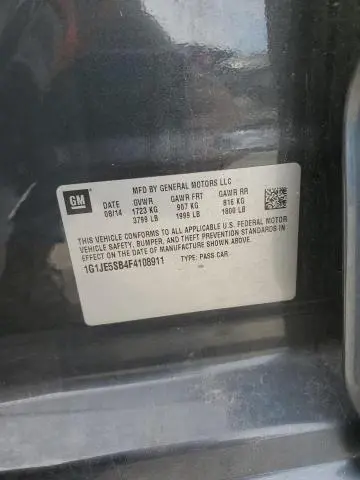 GM
MFD BY GENERAL MOTORS LLC
DATE GVWR GAWR FRT GAWR RR
08/14 1723 KG 907 KG 816 KG
3799 LB 1999 LB 1800 LB
THIS VEHICLE CONFORMS TO ALL APPLICABLE U.S. FEDERAL MOTOR
VEHICLE SAFETY, BUMPER, AND THEFT PREVENTION STANDARDS IN
EFFECT ON THE DATE OF MANUFACTURE SHOWN ABOVE.
1G1JE5SB4F4108911 TYPE: PASS CAR